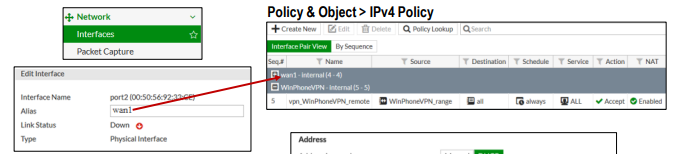 Network
Interfaces
Packet Capture
Edit Interface
Interface Name port2 (00:50:56:92:33:CE)
Alias wan1
Link Status Down
Type Physical Interface
Policy & Object > IPv4 Policy
Create New Edit Delete Policy Lookup Search
Interface Pair View By Sequence
Seq.# Name Source Destination Schedule Service Action NAT
wan1 - internal (4 - 4)
WinPhoneVPN - internal (5 - 5)
5 vpn_WinPhoneVPN_remote WinPhoneVPN_range all always ALL Accept Enabled
Address